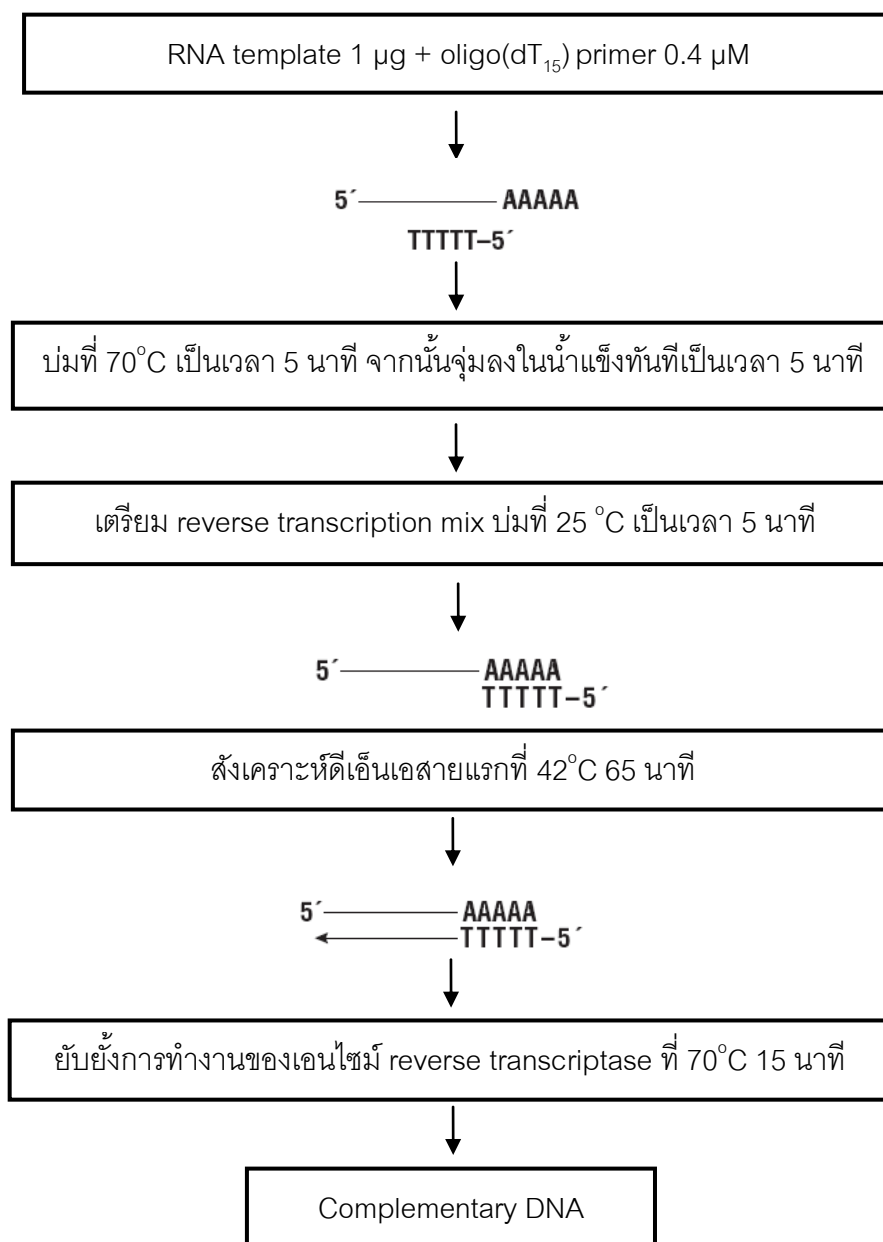 RNA template 1 µg + oligo(dT₁₅) primer 0.4 µM
5´ AAAAA
TTTTT–5´
บ่มที่ 70°C เป็นเวลา 5 นาที จากนั้นจุ่มลงในน้ำแข็งทันทีเป็นเวลา 5 นาที
เตรียม reverse transcription mix บ่มที่ 25 °C เป็นเวลา 5 นาที
5´ AAAAA
TTTTT–5´
สังเคราะห์ดีเอ็นเอสายแรกที่ 42°C 65 นาที
5´ AAAAA
TTTTT–5´
ยับยั้งการทำงานของเอนไซม์ reverse transcriptase ที่ 70°C 15 นาที
Complementary DNA